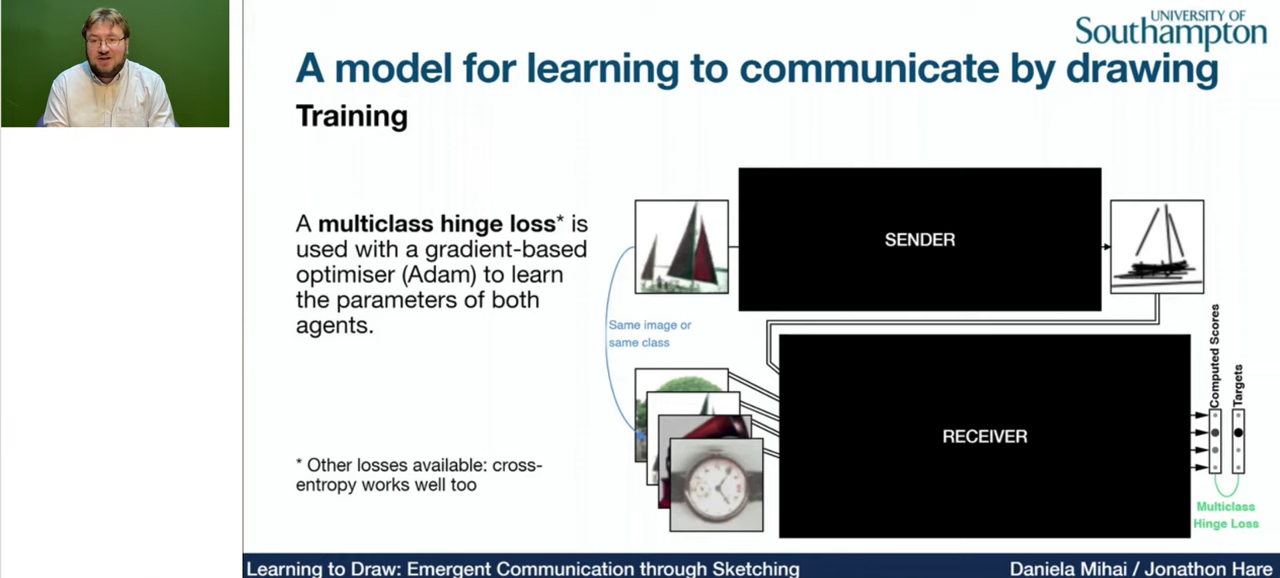 UNIVERSITY OF
Southampton
A model for learning to communicate by drawing
Training
A multiclass hinge loss* is
used with a gradient-based
optimiser (Adam) to learn
the parameters of both
agents.
* Other losses available: cross-
entropy works well too
SENDER
Same image or
same class
RECEIVER
Computed Scores
Targets
Multiclass
Hinge Loss
Learning to Draw: Emergent Communication through Sketching
Daniela Mihai / Jonathon Hare